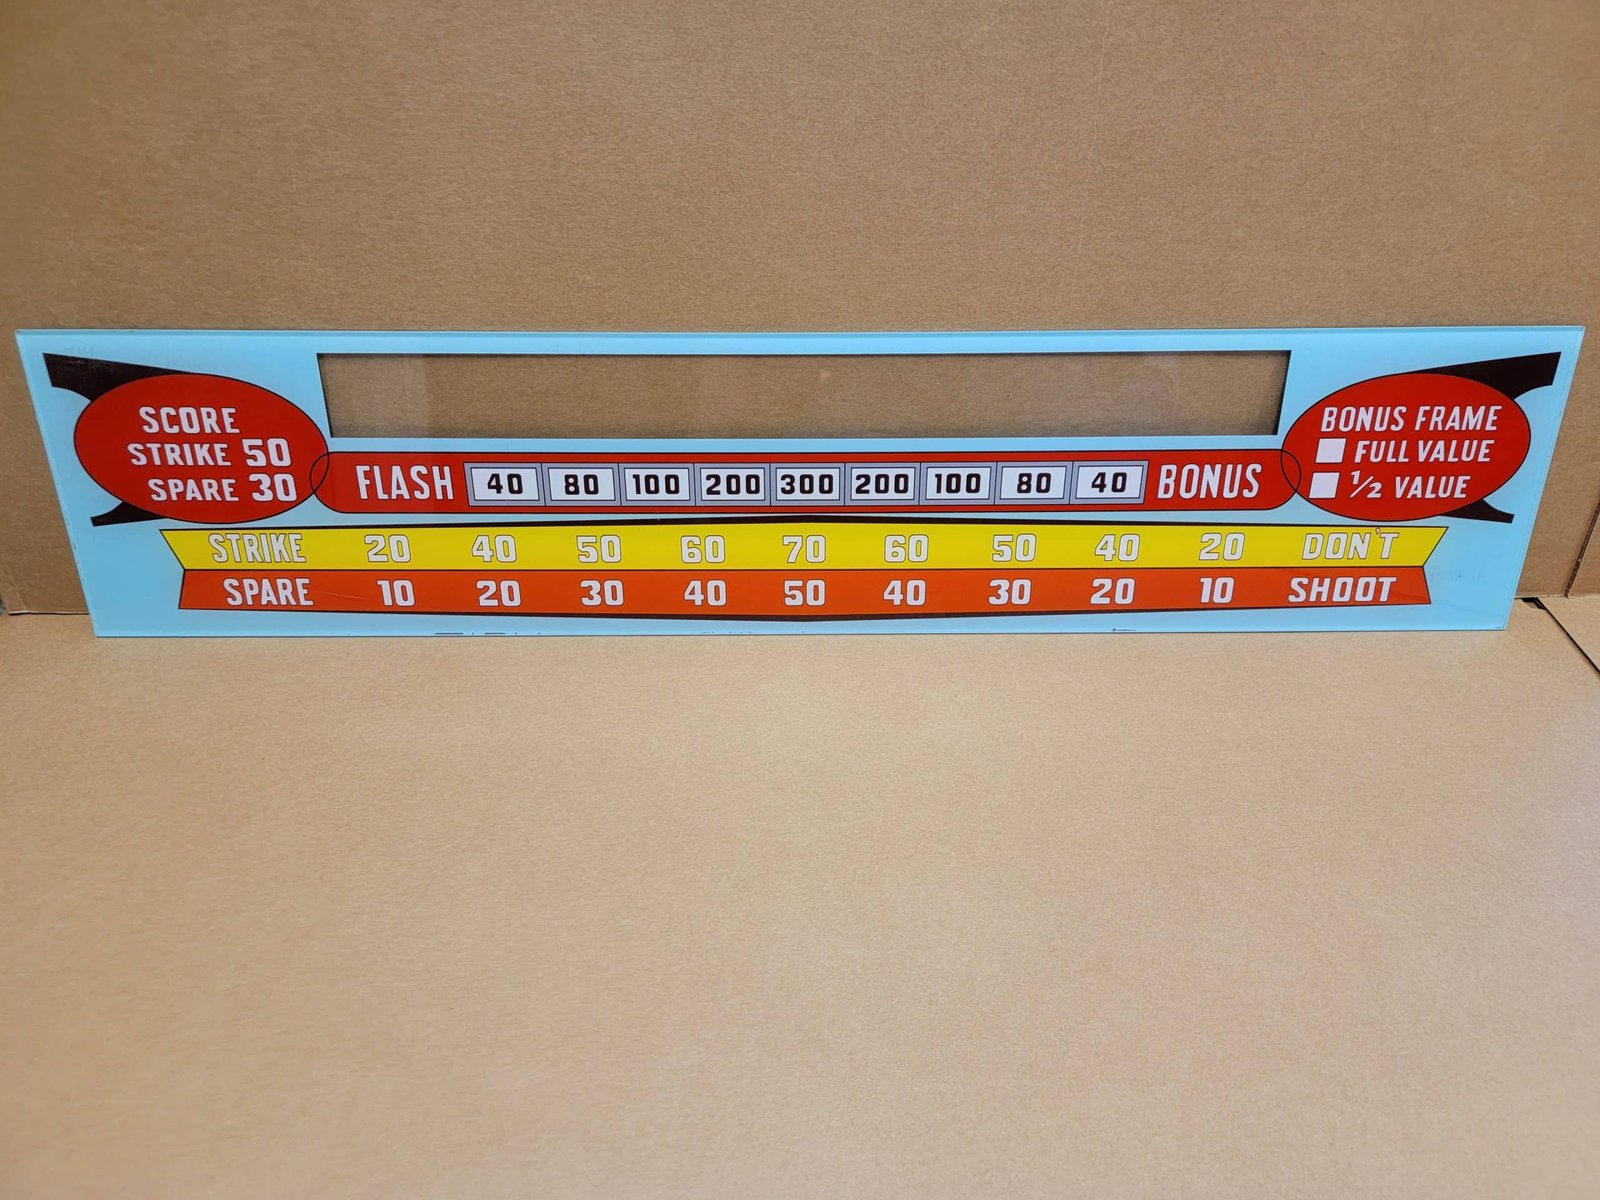 SCORE
STRIKE 50
SPARE 30
FLASH 40 80 100 200 300 200 100 80 40 BONUS
BONUS FRAME
FULL VALUE
1/2 VALUE
STRIKE 20 40 50 60 70 60 50 40 20 DON'T
SPARE 10 20 30 40 50 40 30 20 10 SHOOT